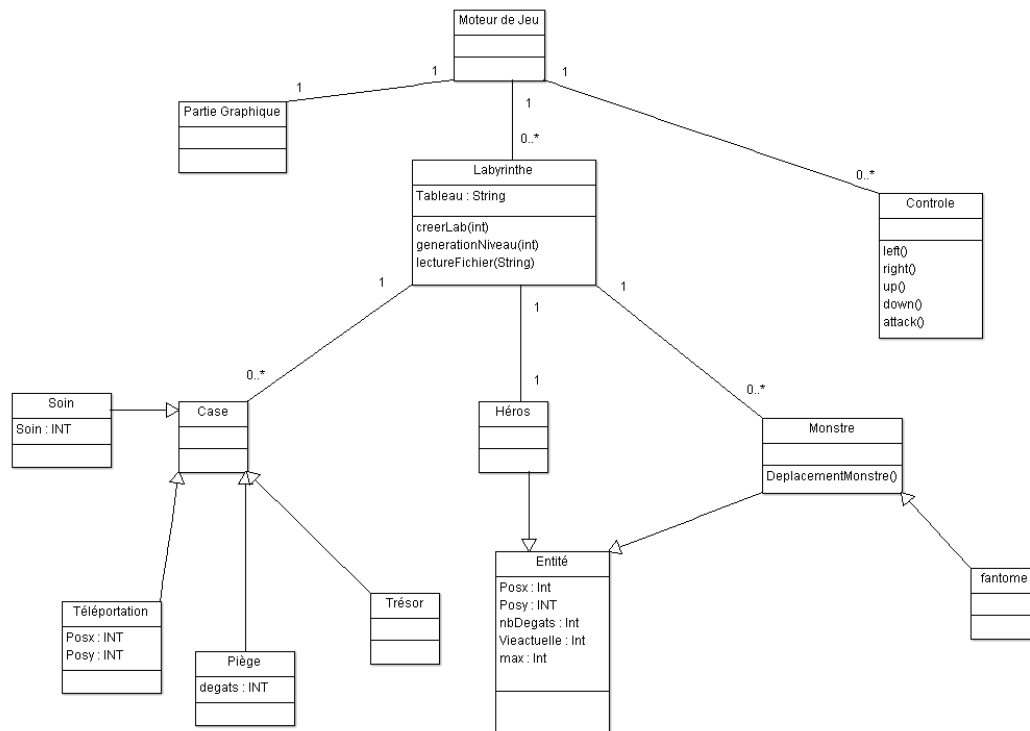 Moteur de Jeu
1
1
1
1
Partie Graphique
0..*
Labyrinthe
Tableau : String
creerLab(int)
generationNiveau(int)
lectureFichier(String)
0..*
Controle
left()
right()
up()
down()
attack()
1
1
1
0..*
1
0..*
Soin
Soin : INT
Case
Héros
Monstre
DeplacementMonstre()
Téléportation
Posx : INT
Posy : INT
Piège
degats : INT
Trésor
Entité
Posx : Int
Posy : INT
nbDegats : Int
Vieactuelle : Int
max : Int
fantome